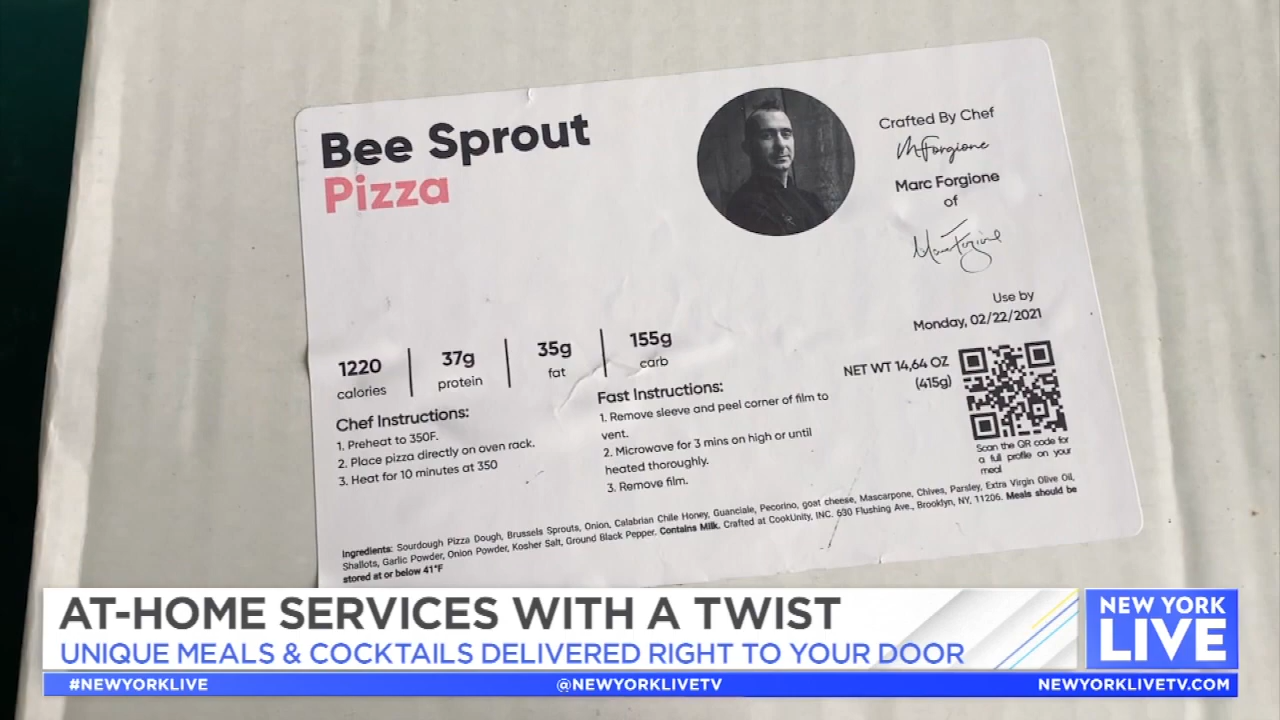 Bee Sprout
Pizza
Crafted By Chef
MForgione
Marc Forgione
of
Marc Forgione
Use by
Monday, 02/22/2021
NET WT 14,64 OZ
(415g)
1220
calories
37g
protein
35g
fat
155g
carb
Chef Instructions:
1. Preheat to 350F.
2. Place pizza directly on oven rack.
3. Heat for 10 minutes at 350
Fast Instructions:
1. Remove sleeve and peel corner of film to
vent.
2. Microwave for 3 mins on high or until
heated thoroughly.
3. Remove film.
Scan the QR code for
a full profile on your
meal
Ingredients: Sourdough Pizza Dough, Brussels Sprouts, Onion, Calabrian Chile Honey, Guanciale, Pecorino, goat cheese, Mascarpone, Chives, Parsley, Extra Virgin Olive Oil,
Shallots, Garlic Powder, Onion Powder, Kosher Salt, Ground Black Pepper. Contains Milk. Crafted at CookUnity, INC. 630 Flushing Ave., Brooklyn, NY, 11206. Meals should be
stored at or below 41°F
AT-HOME SERVICES WITH A TWIST
UNIQUE MEALS & COCKTAILS DELIVERED RIGHT TO YOUR DOOR
NEW YORK
LIVE
#NEWYORKLIVE
@NEWYORKLIVETV
NEWYORKLIVETV.COM